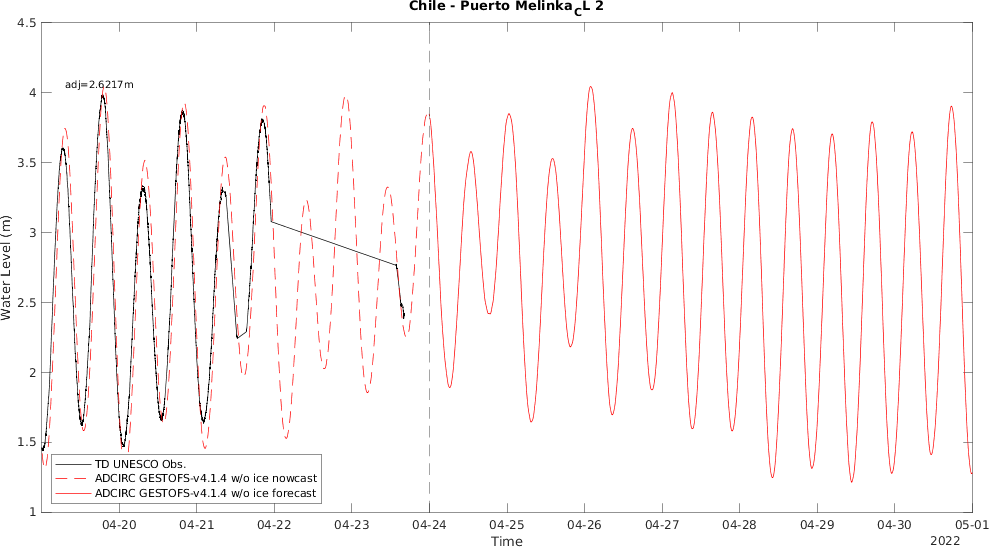 Chile - Puerto Melinka_CL 2
4.5
4
3.5
3
2.5
2
1.5
1
Water Level (m)
adj=2.6217m
TD UNESCO Obs.
ADCIRC GESTOFS-v4.1.4 w/o ice nowcast
ADCIRC GESTOFS-v4.1.4 w/o ice forecast
04-20 04-21 04-22 04-23 04-24 04-25 04-26 04-27 04-28 04-29 04-30 05-01
Time
2022